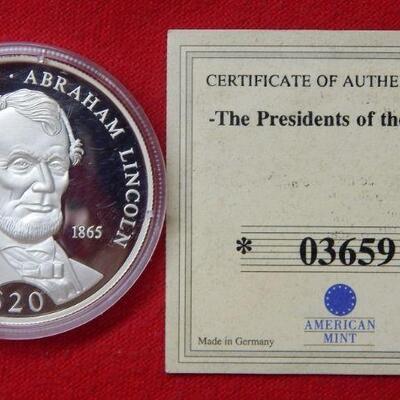 · ABRAHAM LINCOLN
1865
$20
CERTIFICATE OF AUTHE
-The Presidents of the
* 03659
AMERICAN
MINT
Made in Germany